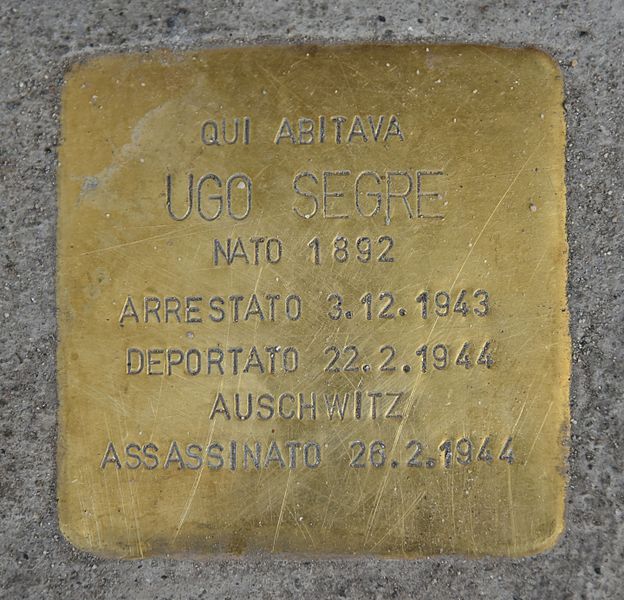 QUI ABITAVA
UGO SEGRE
NATO 1892
ARRESTATO 3.12.1943
DEPORTATO 22.2.1944
AUSCHWITZ
ASSASSINATO 26.2.1944